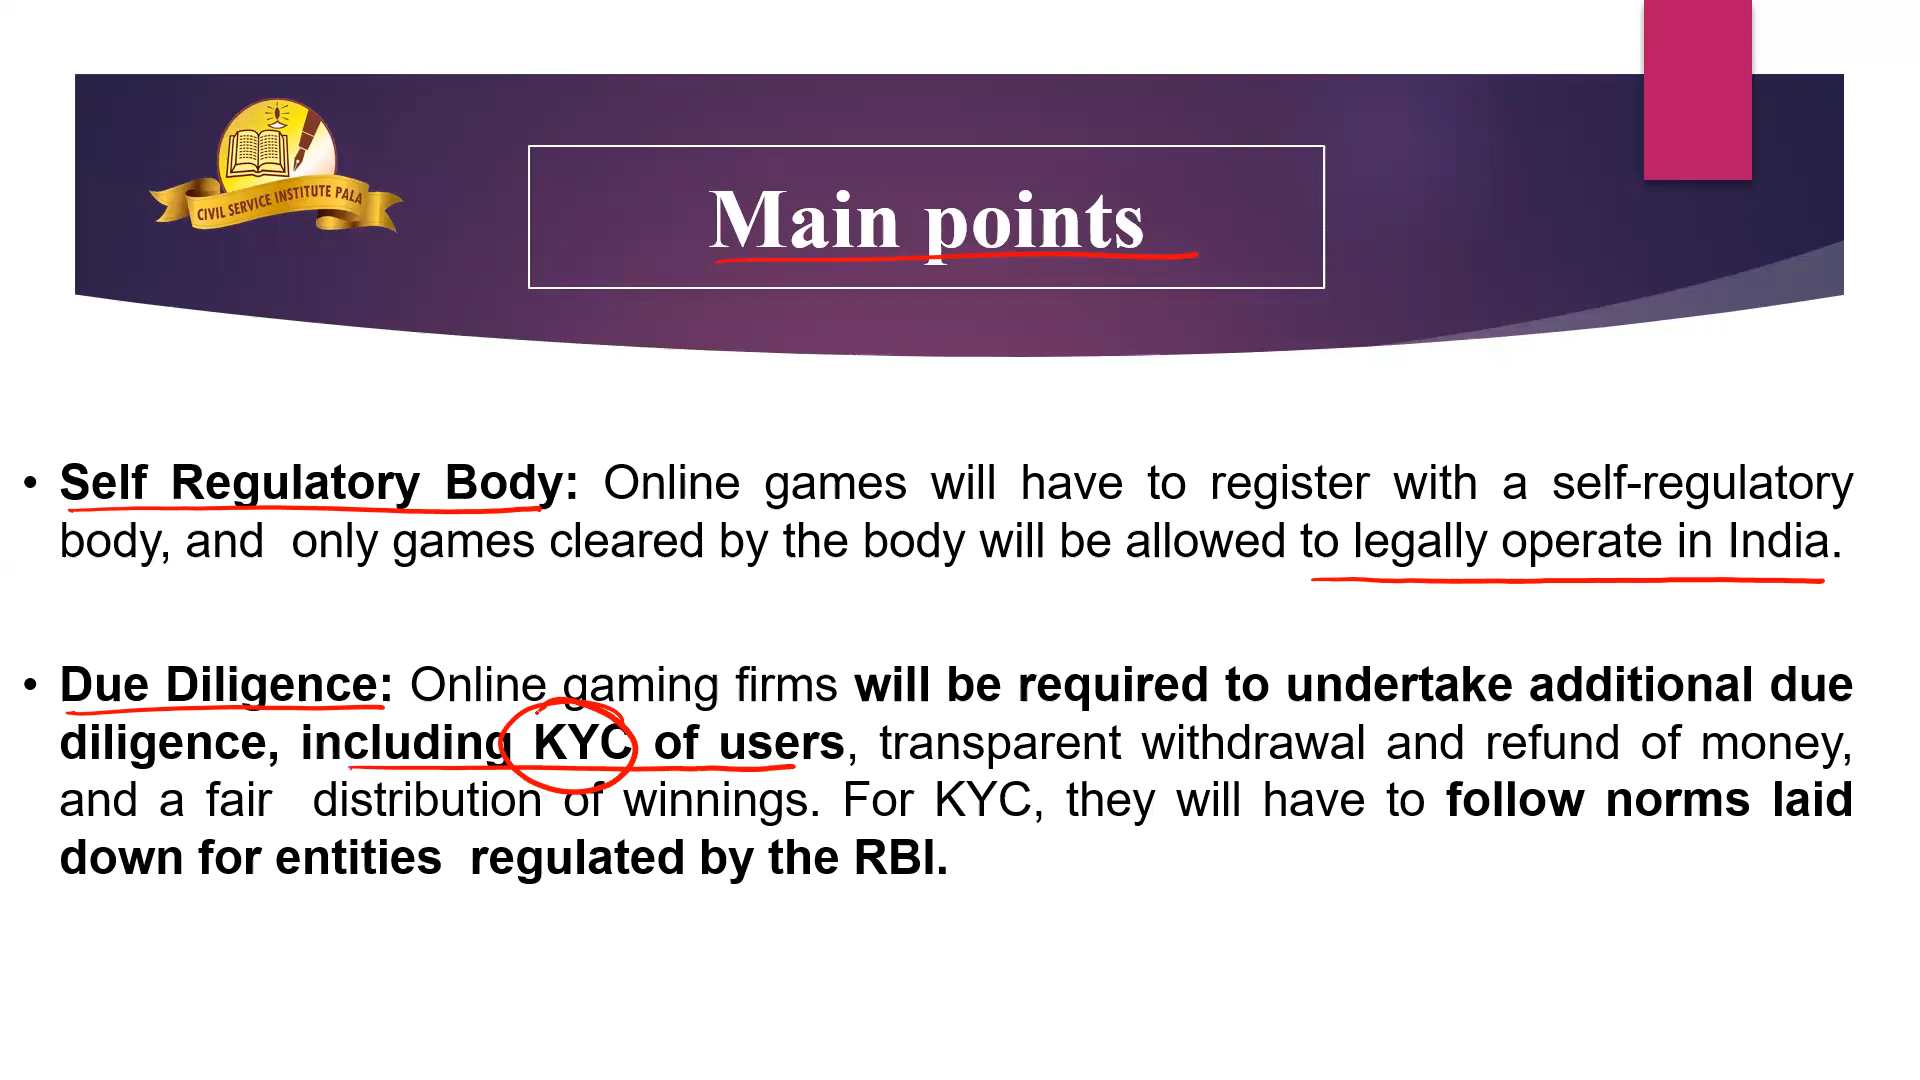 CIVIL SERVICE INSTITUTE PALA
Main points
• Self Regulatory Body: Online games will have to register with a self-regulatory
body, and only games cleared by the body will be allowed to legally operate in India.
• Due Diligence: Online gaming firms will be required to undertake additional due
diligence, including KYC of users, transparent withdrawal and refund of money,
and a fair distribution of winnings. For KYC, they will have to follow norms laid
down for entities regulated by the RBI.